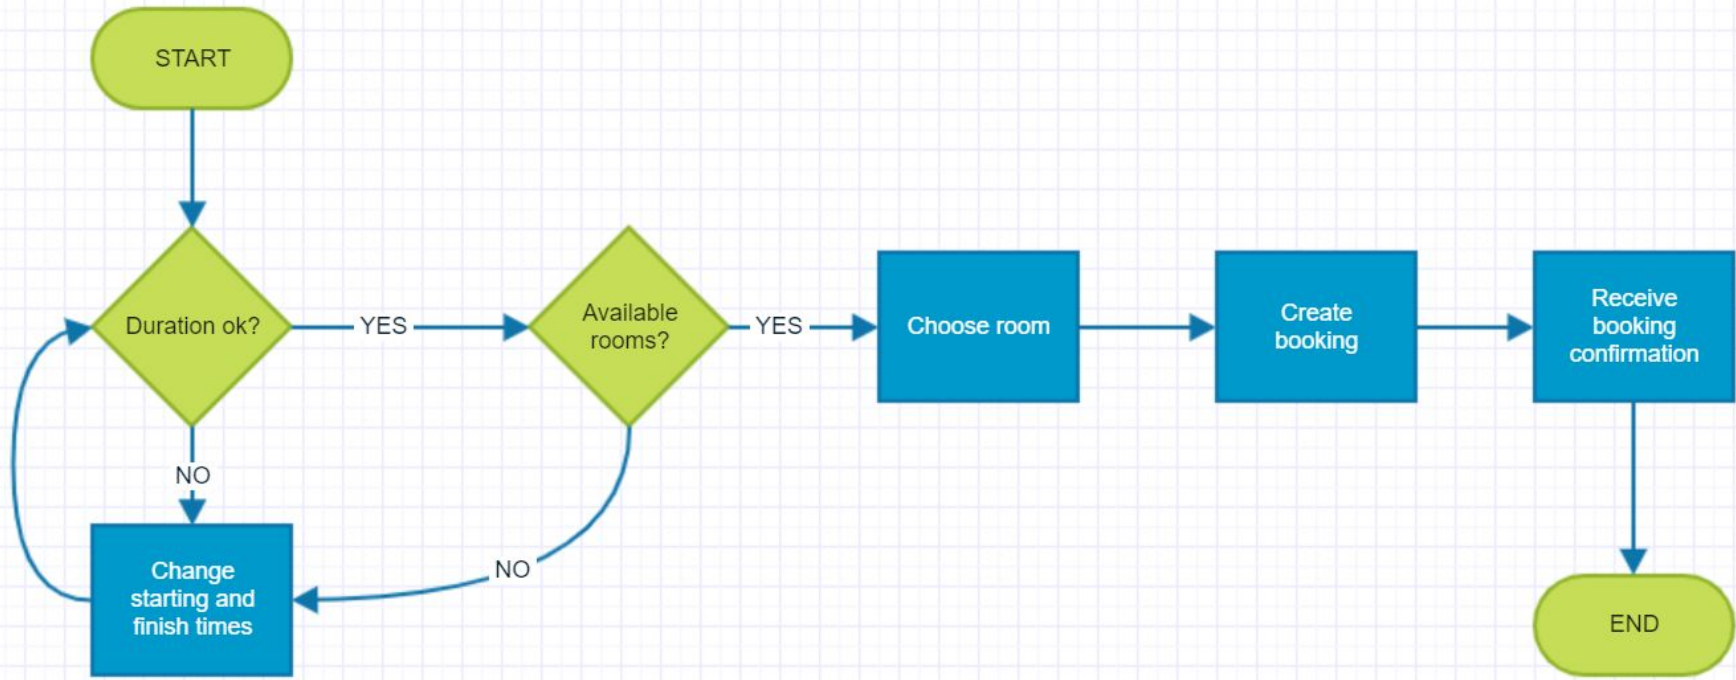 START
Duration ok?
YES
Available
rooms?
YES
Choose room
Create
booking
Receive
booking
confirmation
NO
Change
starting and
finish times
NO
END